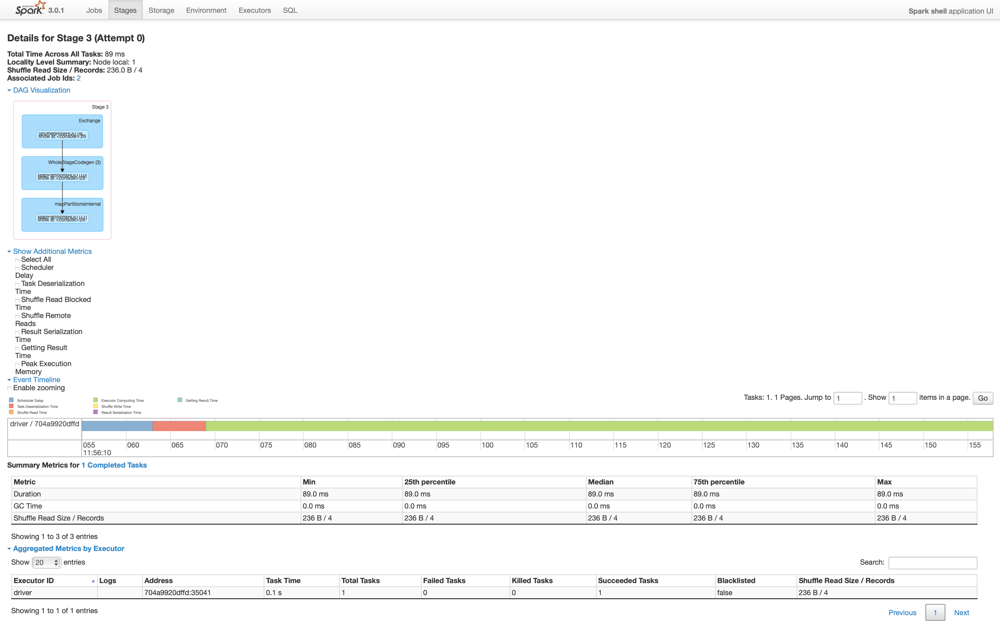 APACHE Spark 3.0.1 Jobs Stages Storage Environment Executors SQL Spark shell application UI
Details for Stage 3 (Attempt 0)
Total Time Across All Tasks: 89 ms
Locality Level Summary: Node local: 1
Shuffle Read Size / Records: 236.0 B / 4
Associated Job Ids: 2
DAG Visualization
Stage 3
Exchange
ShuffledRowRDD [9]
show at <console>:26
WholeStageCodegen (3)
MapPartitionsRDD [10]
show at <console>:26
mapPartitionsInternal
MapPartitionsRDD [11]
show at <console>:26
Show Additional Metrics
Select All
Scheduler
Delay
Task Deserialization
Time
Shuffle Read Blocked
Time
Shuffle Remote
Reads
Result Serialization
Time
Getting Result
Time
Peak Execution
Memory
Event Timeline
Enable zooming
Tasks: 1. 1 Pages. Jump to 1 . Show 1 items in a page. Go
Scheduler Delay Executor Computing Time Getting Result Time
Task Deserialization Time Shuffle Write Time
Shuffle Read Time Result Serialization Time
driver / 704a9920dffd
055 060 065 070 075 080 085 090 095 100 105 110 115 120 125 130 135 140 145 150 155
11:56:10
Summary Metrics for 1 Completed Tasks
Metric Min 25th percentile Median 75th percentile Max
Duration 89.0 ms 89.0 ms 89.0 ms 89.0 ms 89.0 ms
GC Time 0.0 ms 0.0 ms 0.0 ms 0.0 ms 0.0 ms
Shuffle Read Size / Records 236 B / 4 236 B / 4 236 B / 4 236 B / 4 236 B / 4
Showing 1 to 3 of 3 entries
Aggregated Metrics by Executor
Show 20 entries Search:
Executor ID Logs Address Task Time Total Tasks Failed Tasks Killed Tasks Succeeded Tasks Blacklisted Shuffle Read Size / Records
driver 704a9920dffd:35041 0.1 s 1 0 0 1 false 236 B / 4
Showing 1 to 1 of 1 entries Previous 1 Next